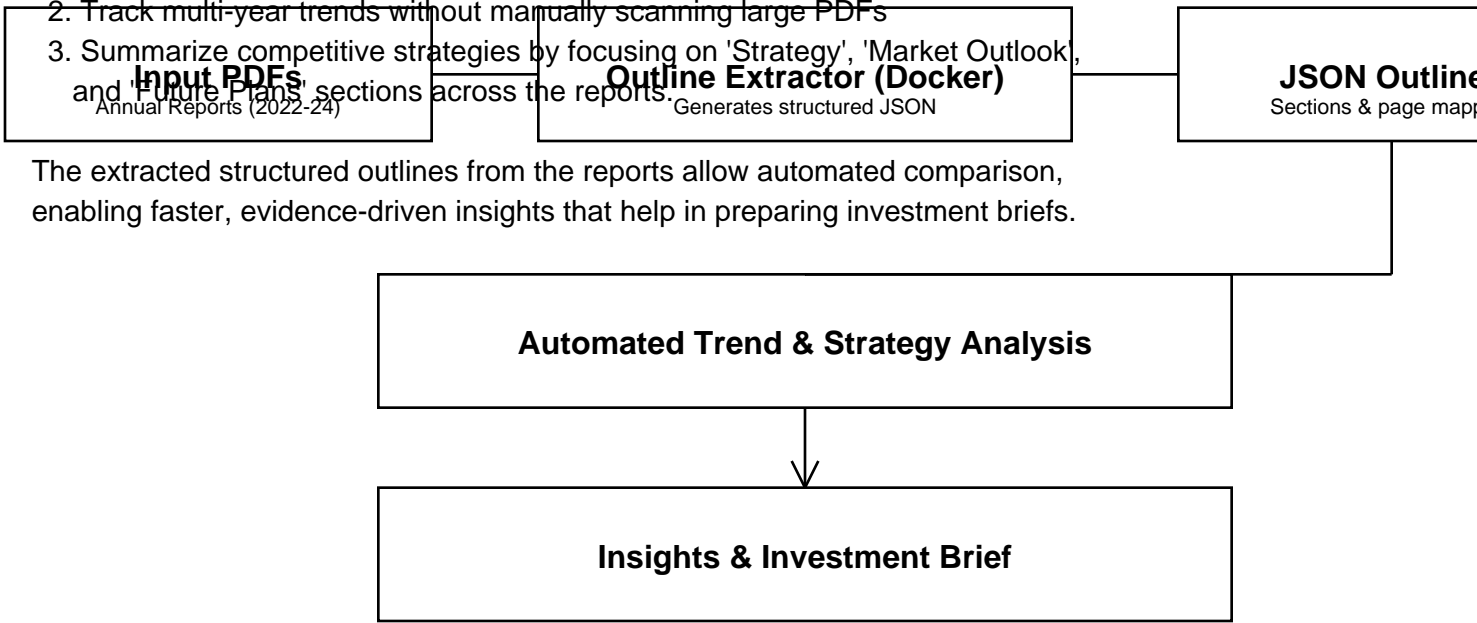 2. Track multi-year trends without manually scanning large PDFs
3. Summarize competitive strategies by focusing on 'Strategy', 'Market Outlook',
and 'Future Plans' sections across the reports.
Input PDFs
Annual Reports (2022-24)
Outline Extractor (Docker)
Generates structured JSON
JSON Outline
Sections & page mapp
The extracted structured outlines from the reports allow automated comparison,
enabling faster, evidence-driven insights that help in preparing investment briefs.
Automated Trend & Strategy Analysis
Insights & Investment Brief